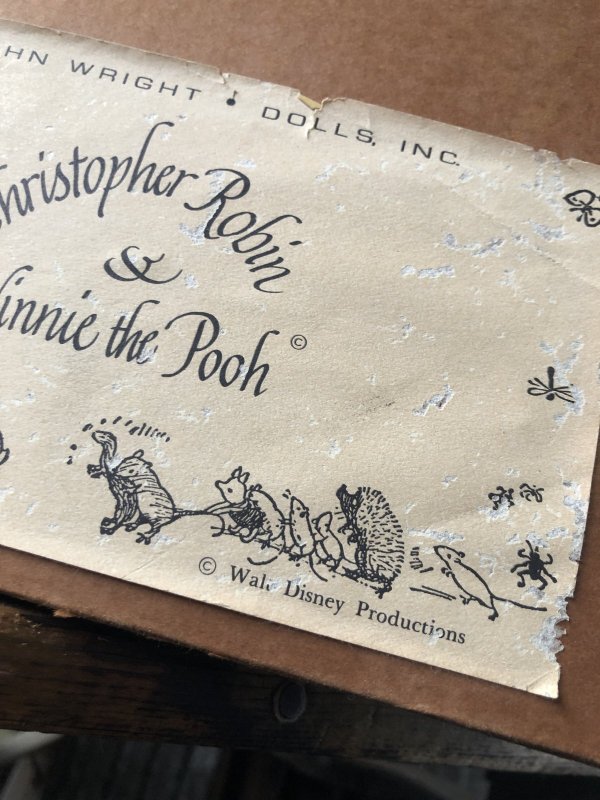 HN WRIGHT DOLLS, INC.
hristopher Robin
&
innie the Pooh ©
© Walt Disney Productions